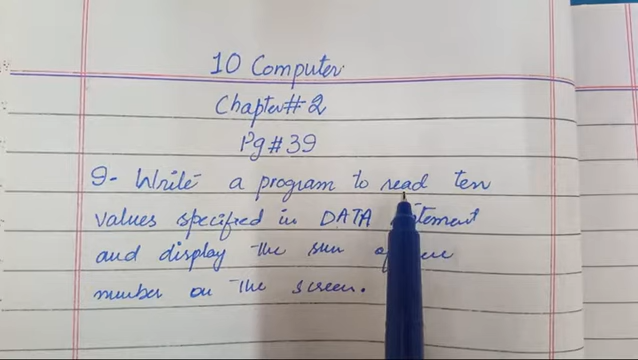 10 Computer
Chapter#2
Pg#39
9- Write a program to read ten
values specified in DATA tement
and display the sum
number on the screen.